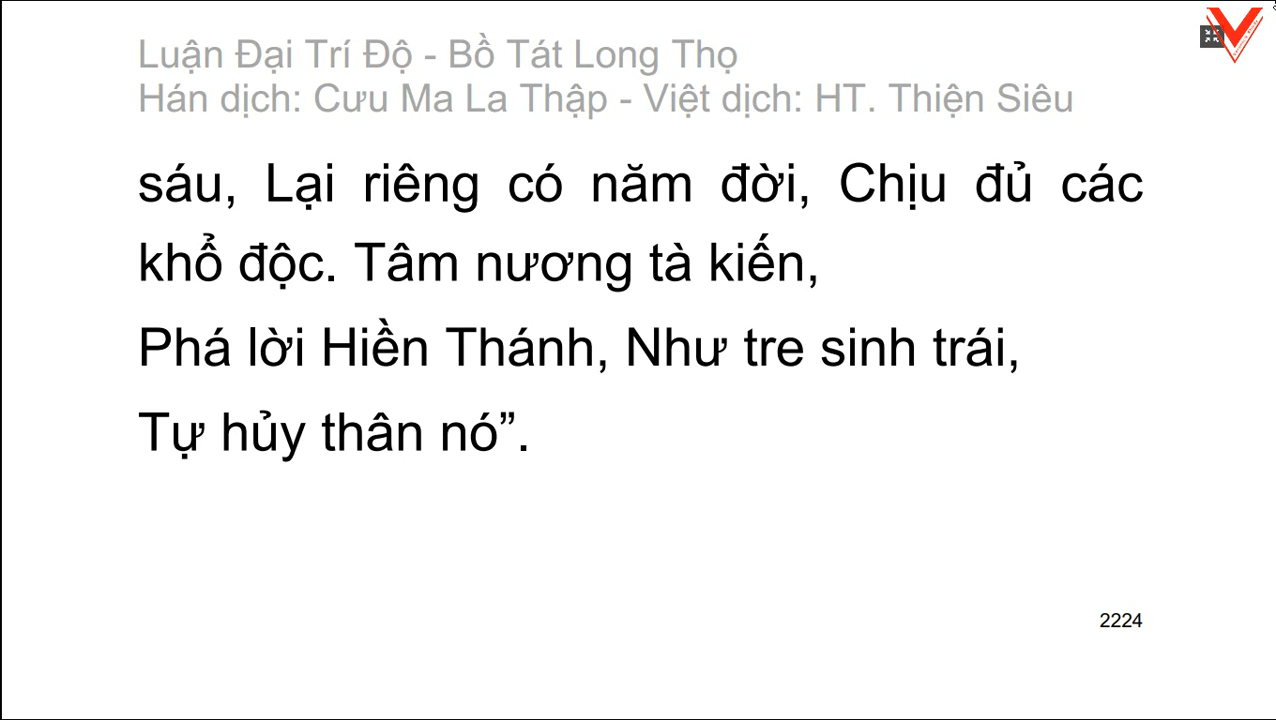 Luận Đại Trí Độ - Bồ Tát Long Thọ
Hán dịch: Cưu Ma La Thập - Việt dịch: HT. Thiện Siêu
sáu, Lại riêng có năm đời, Chịu đủ các
khổ độc. Tâm nương tà kiến,
Phá lời Hiền Thánh, Như tre sinh trái,
Tự hủy thân nó”.
2224